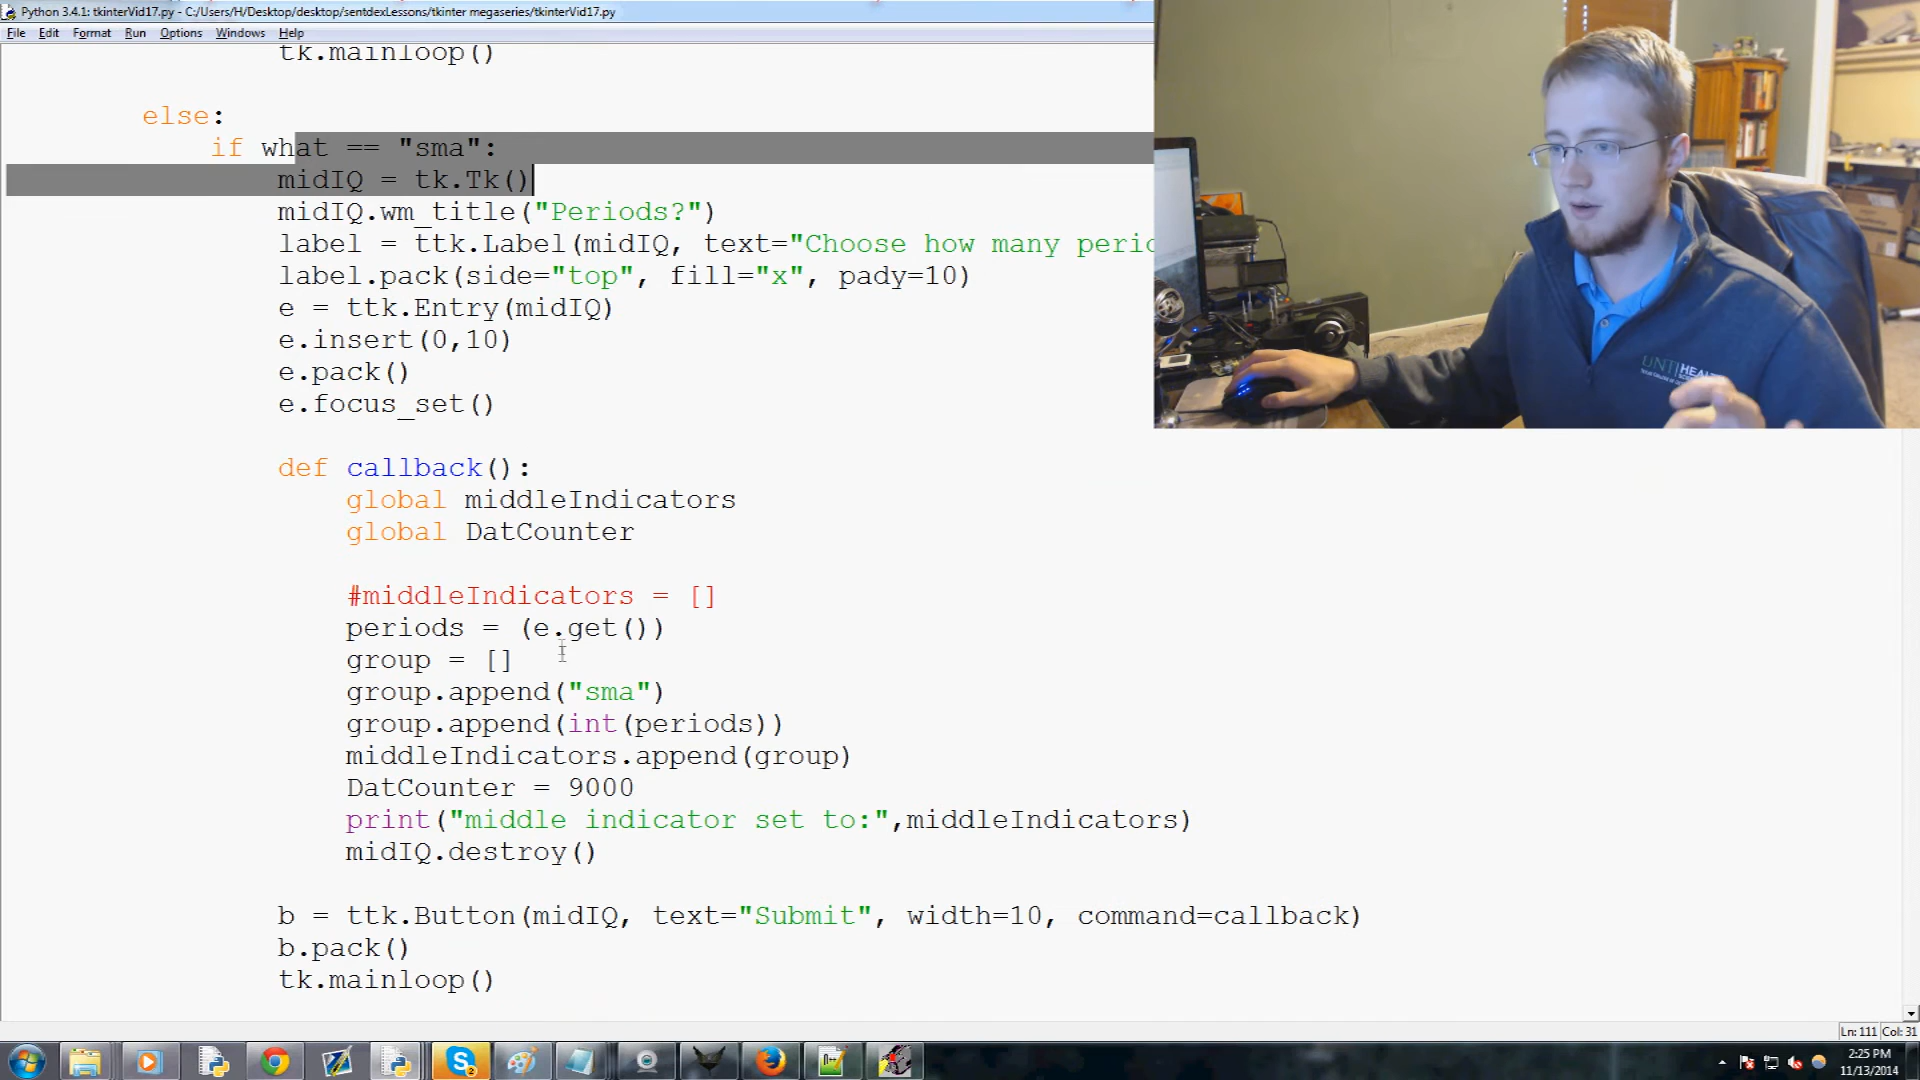 Python 3.4.1: tkinterVid17.py - C:/Users/H/Desktop/desktop/sentdexLessons/tkinter megaseries/tkinterVid17.py
File Edit Format Run Options Windows Help
tk.mainloop()
else:
if what == "sma":
midIQ = tk.Tk()
midIQ.wm_title("Periods?")
label = ttk.Label(midIQ, text="Choose how many
label.pack(side="top", fill="x", pady=10)
e = ttk.Entry(midIQ)
e.insert(0,10)
e.pack()
e.focus_set()
def callback():
global middleIndicators
global DatCounter
#middleIndicators = []
periods = (e.get())
group = []
group.append("sma")
group.append(int(periods))
middleIndicators.append(group)
DatCounter = 9000
print("middle indicator set to:",middleIndicators)
midIQ.destroy()
b = ttk.Button(midIQ, text="Submit", width=10, command=callback)
b.pack()
tk.mainloop()
UNT HEALTH
Ln: 111 Col: 31
2:25 PM
11/13/2014